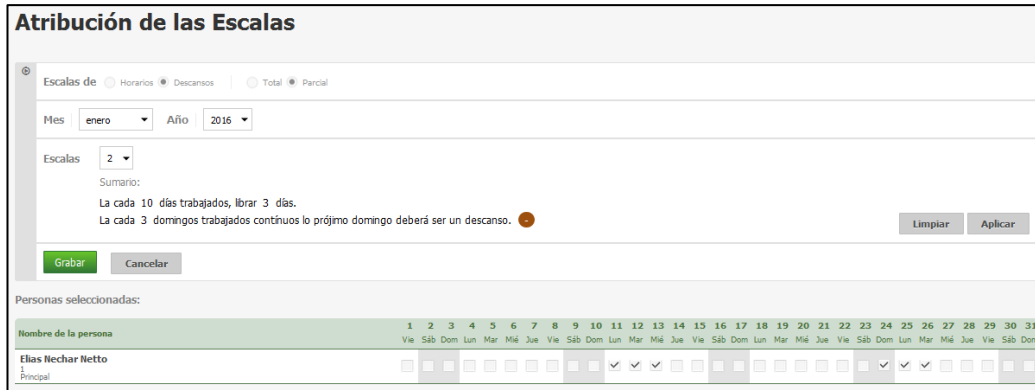 Atribución de las Escalas
Escalas de Horarios Descansos Total Parcial
Mes enero Año 2016
Escalas 2
Sumario:
La cada 10 días trabajados, librar 3 días.
La cada 3 domingos trabajados contínuos lo prójimo domingo deberá ser un descanso. -
Limpiar Aplicar
Grabar Cancelar
Personas seleccionadas:
Nombre de la persona 1 2 3 4 5 6 7 8 9 10 11 12 13 14 15 16 17 18 19 20 21 22 23 24 25 26 27 28 29 30 31
Vie Sáb Dom Lun Mar Mié Jue Vie Sáb Dom Lun Mar Mié Jue Vie Sáb Dom Lun Mar Mié Jue Vie Sáb Dom Lun Mar Mié Jue Vie Sáb Dom
Elias Nechar Netto
1
Principal